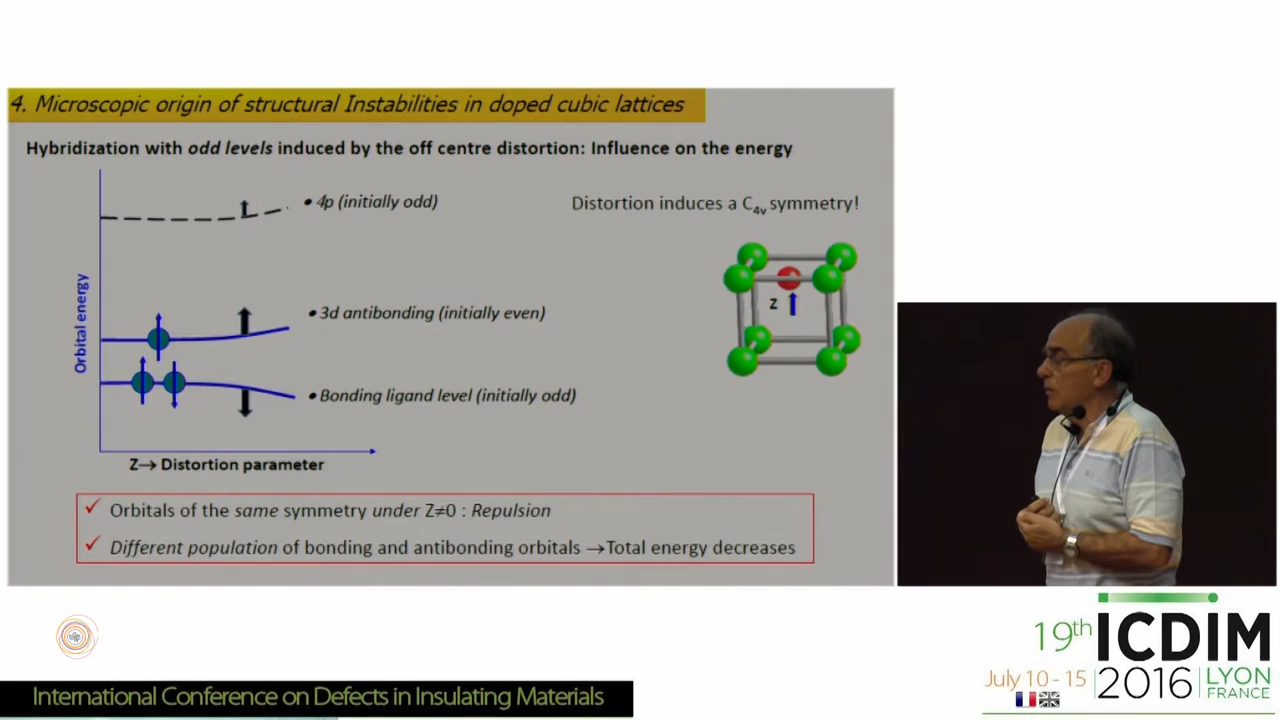 4. Microscopic origin of structural Instabilities in doped cubic lattices
Hybridization with odd levels induced by the off centre distortion: Influence on the energy
• 4p (initially odd)
Distortion induces a C4v symmetry!
Orbital energy
• 3d antibonding (initially even)
z
• Bonding ligand level (initially odd)
Z→ Distortion parameter
✓ Orbitals of the same symmetry under Z≠0 : Repulsion
✓ Different population of bonding and antibonding orbitals →Total energy decreases
19th ICDIM
July 10 - 15 2016 LYON
FRANCE
International Conference on Defects in Insulating Materials